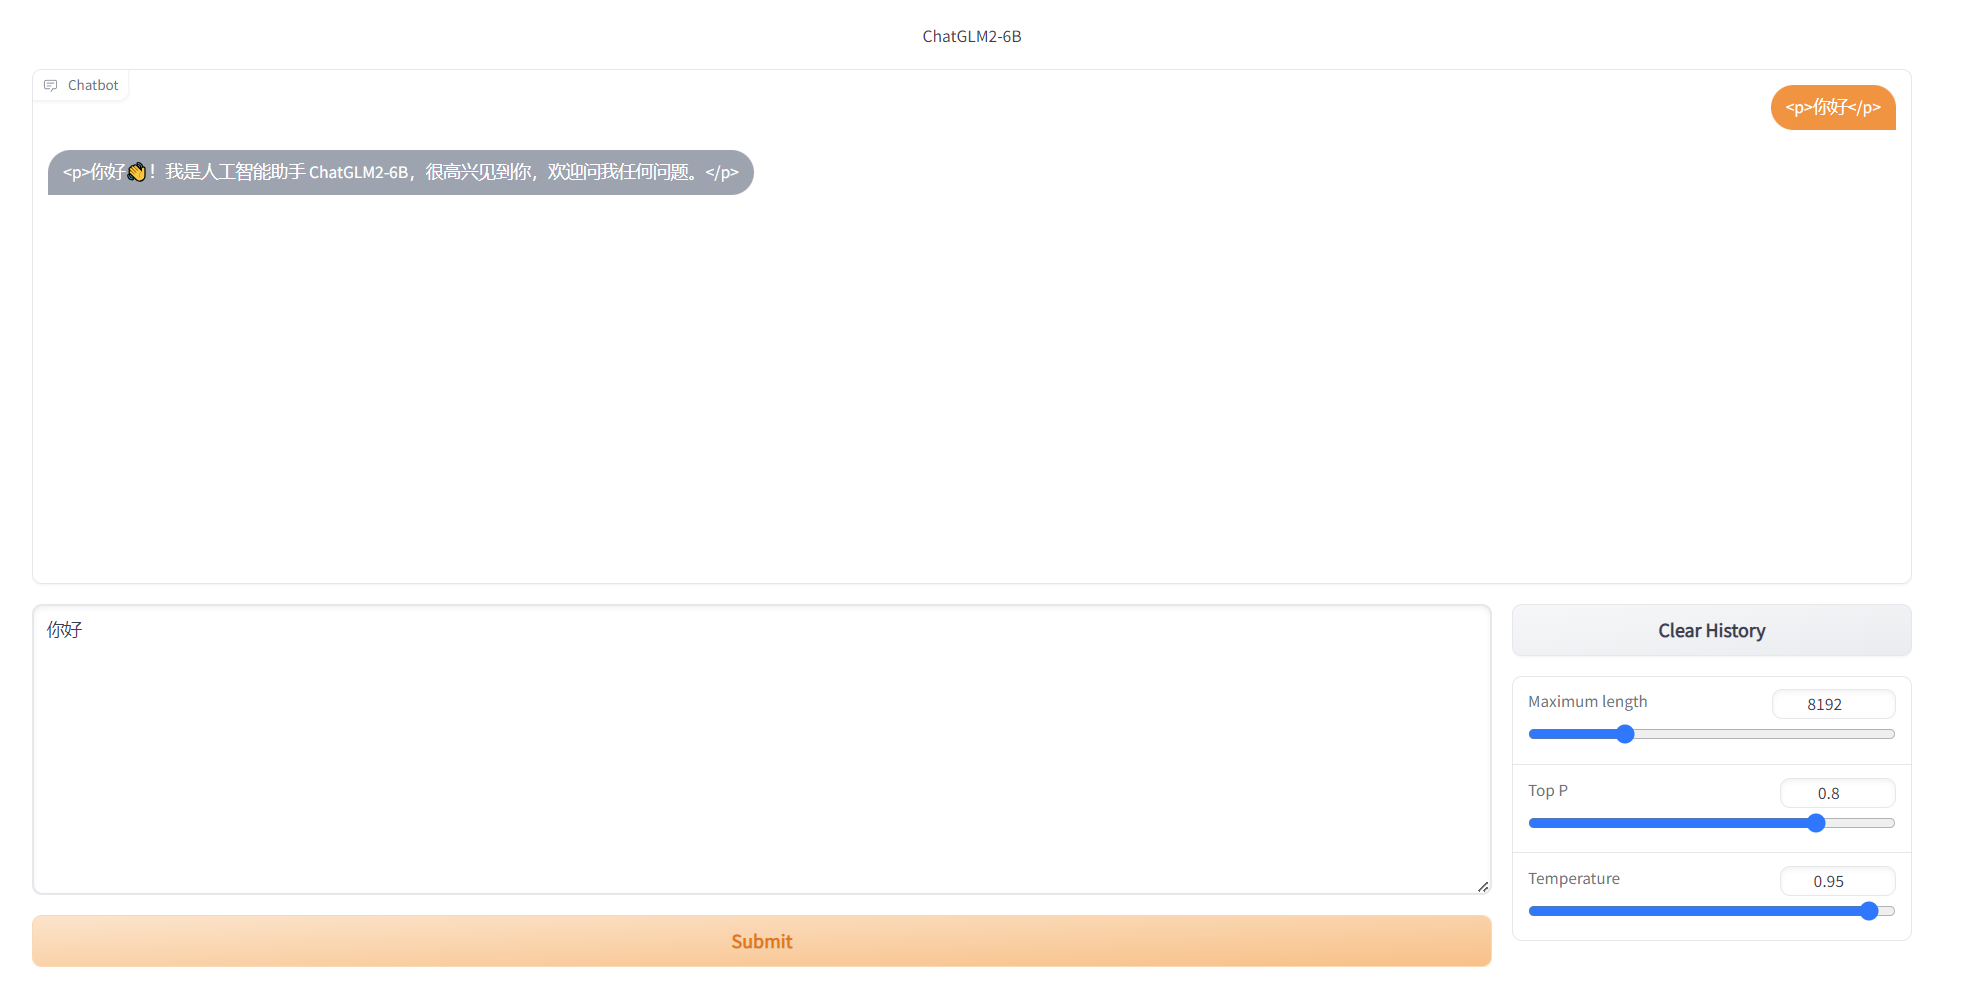 ChatGLM2-6B
Chatbot
<p>你好</p>
<p>你好👋！我是人工智能助手 ChatGLM2-6B，很高兴见到你，欢迎问我任何问题。</p>
你好
Submit
Clear History
Maximum length
8192
Top P
0.8
Temperature
0.95